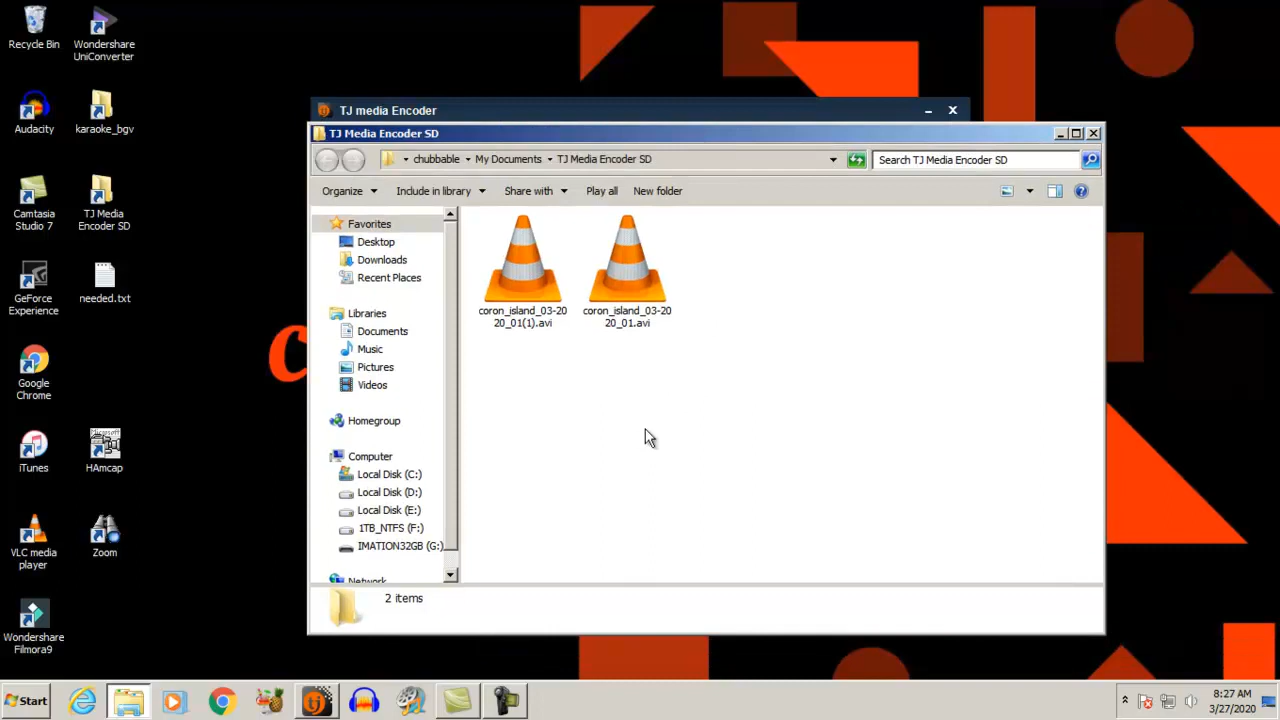 Recycle Bin
Wondershare
UniConverter
Audacity
karaoke_bgv
Camtasia
Studio 7
TJ Media
Encoder SD
GeForce
Experience
needed.txt
Google
Chrome
iTunes
HAmcap
VLC media
player
Zoom
Wondershare
Filmora9
c
TJ media Encoder
TJ Media Encoder SD
chubbable
My Documents
TJ Media Encoder SD
Search TJ Media Encoder SD
Organize
Include in library
Share with
Play all
New folder
Favorites
Desktop
Downloads
Recent Places
Libraries
Documents
Music
Pictures
Videos
Homegroup
Computer
Local Disk (C:)
Local Disk (D:)
Local Disk (E:)
1TB_NTFS (F:)
IMATION32GB (G:)
Network
coron_island_03-20
20_01(1).avi
coron_island_03-20
20_01.avi
2 items
Start
8:27 AM
3/27/2020